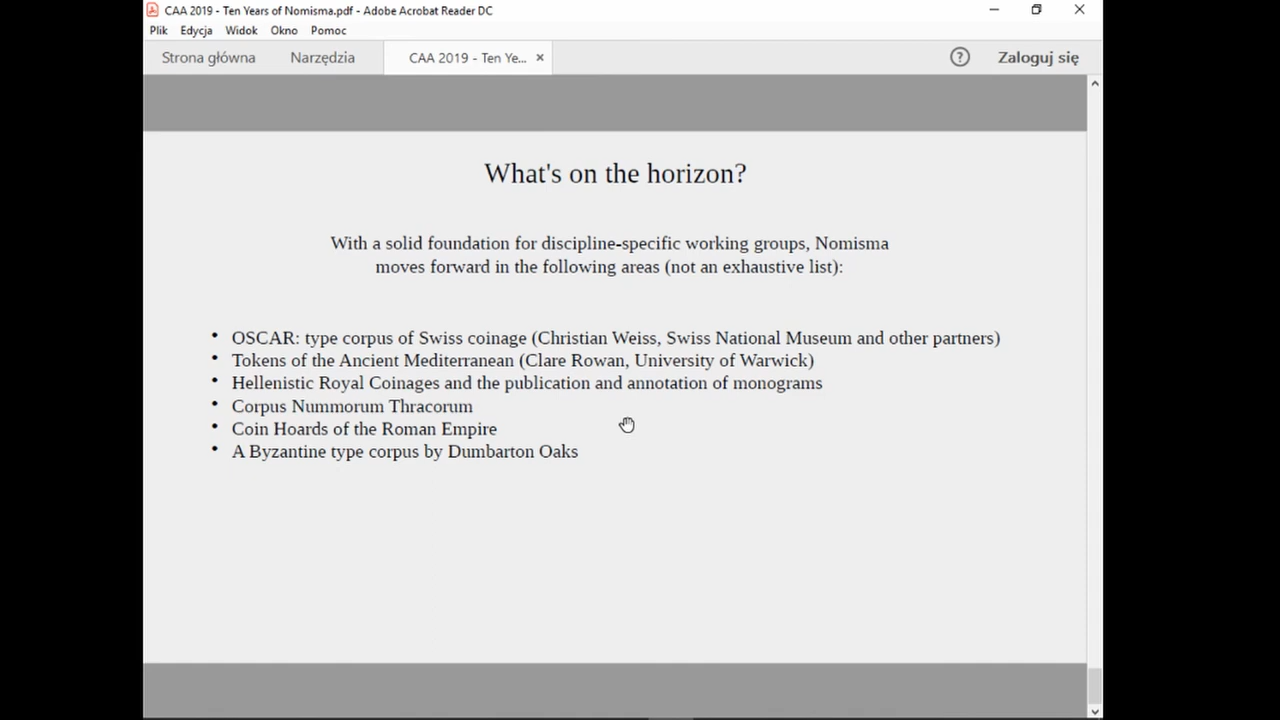 CAA 2019 - Ten Years of Nomisma.pdf - Adobe Acrobat Reader DC
Plik Edycja Widok Okno Pomoc
Strona główna Narzędzia CAA 2019 - Ten Ye... × ? Zaloguj się
What's on the horizon?
With a solid foundation for discipline-specific working groups, Nomisma
moves forward in the following areas (not an exhaustive list):
• OSCAR: type corpus of Swiss coinage (Christian Weiss, Swiss National Museum and other partners)
• Tokens of the Ancient Mediterranean (Clare Rowan, University of Warwick)
• Hellenistic Royal Coinages and the publication and annotation of monograms
• Corpus Nummorum Thracorum
• Coin Hoards of the Roman Empire
• A Byzantine type corpus by Dumbarton Oaks